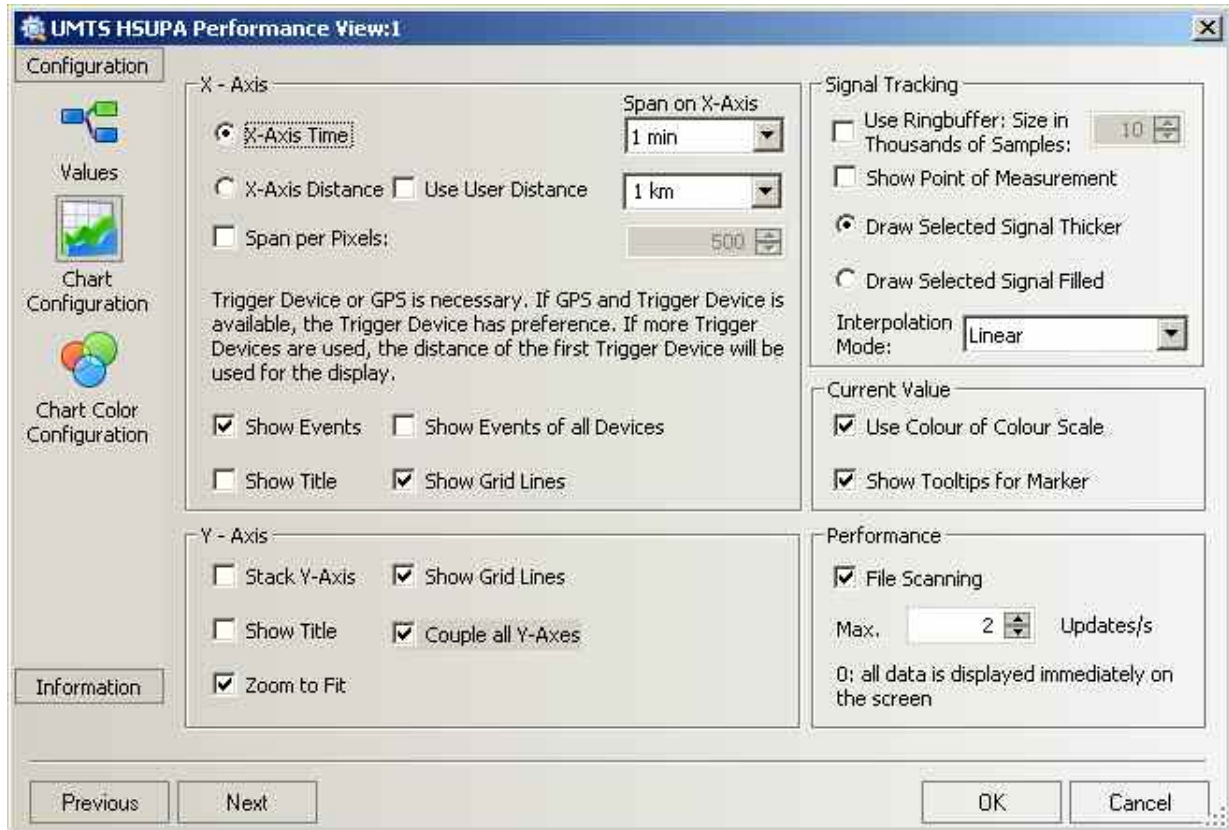 UMTS HSUPA Performance View:1
Configuration
Values
Chart
Configuration
Chart Color
Configuration
Information
X - Axis
Span on X-Axis
X-Axis Time
1 min
X-Axis Distance
Use User Distance
1 km
Span per Pixels:
500
Trigger Device or GPS is necessary. If GPS and Trigger Device is
available, the Trigger Device has preference. If more Trigger
Devices are used, the distance of the first Trigger Device will be
used for the display.
Show Events
Show Events of all Devices
Show Title
Show Grid Lines
Y - Axis
Stack Y-Axis
Show Grid Lines
Show Title
Couple all Y-Axes
Zoom to Fit
Signal Tracking
Use Ringbuffer: Size in
Thousands of Samples:
10
Show Point of Measurement
Draw Selected Signal Thicker
Draw Selected Signal Filled
Interpolation
Mode:
Linear
Current Value
Use Colour of Colour Scale
Show Tooltips for Marker
Performance
File Scanning
Max.
2
Updates/s
0: all data is displayed immediately on
the screen
Previous
Next
OK
Cancel